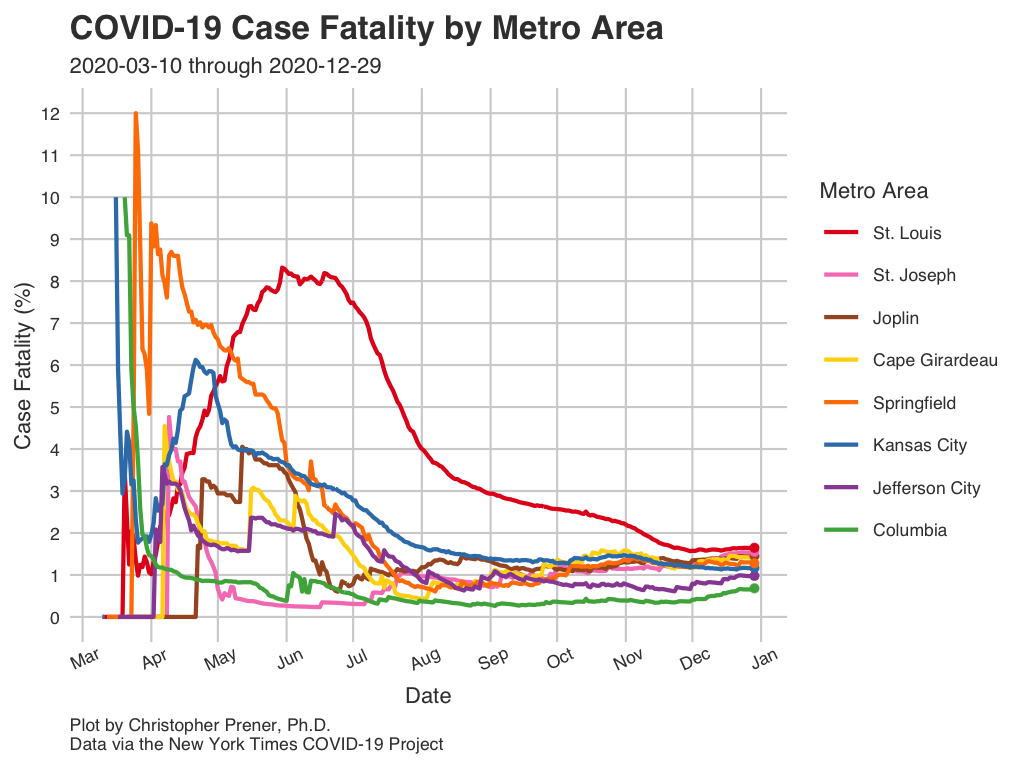 COVID-19 Case Fatality by Metro Area
2020-03-10 through 2020-12-29
Case Fatality (%)
12
11
10
9
8
7
6
5
4
3
2
1
0
Mar Apr May Jun Jul Aug Sep Oct Nov Dec Jan
Date
Metro Area
St. Louis
St. Joseph
Joplin
Cape Girardeau
Springfield
Kansas City
Jefferson City
Columbia
Plot by Christopher Prener, Ph.D.
Data via the New York Times COVID-19 Project